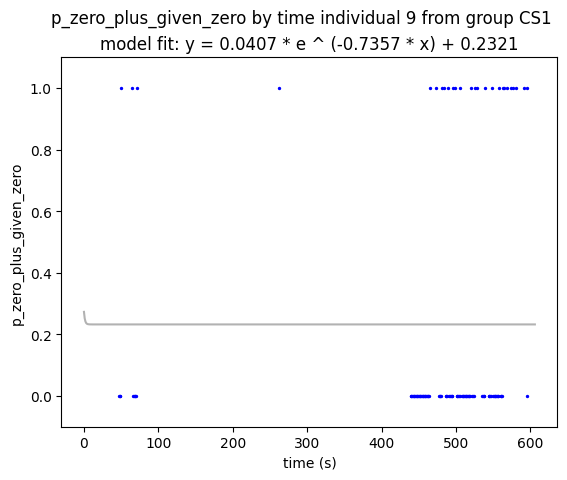 p_zero_plus_given_zero by time individual 9 from group CS1
model fit: y = 0.0407 * e ^ (-0.7357 * x) + 0.2321
1.0
0.8
0.6
0.4
0.2
0.0
p_zero_plus_given_zero
0 100 200 300 400 500 600
time (s)